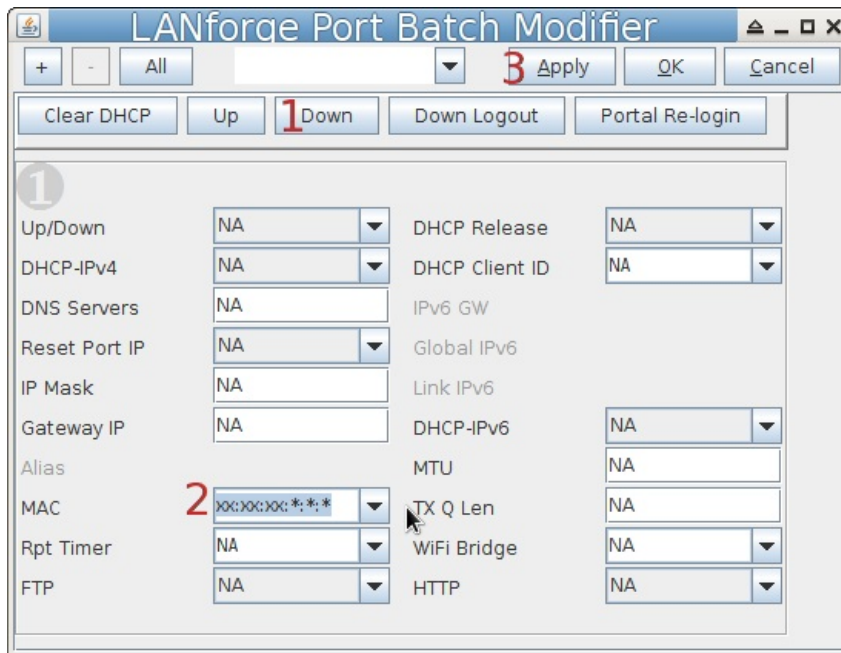 LANforge Port Batch Modifier
+ - All 3 Apply OK Cancel
Clear DHCP Up 1 Down Down Logout Portal Re-login
1
Up/Down NA DHCP Release NA
DHCP-IPv4 NA DHCP Client ID NA
DNS Servers NA IPv6 GW
Reset Port IP NA Global IPv6
IP Mask NA Link IPv6
Gateway IP NA DHCP-IPv6 NA
Alias MTU NA
MAC 2 xx:xx:xx:*:*:* TX Q Len NA
Rpt Timer NA WiFi Bridge NA
FTP NA HTTP NA